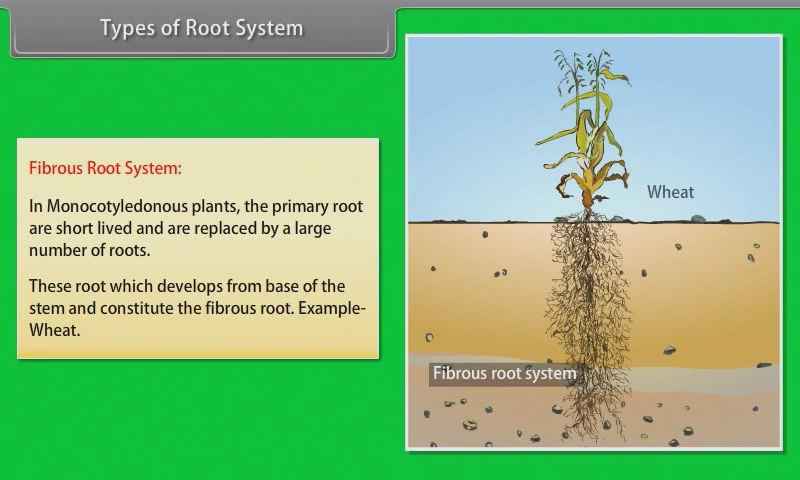 Types of Root System
Fibrous Root System:
In Monocotyledonous plants, the primary root
are short lived and are replaced by a large
number of roots.
These root which develops from base of the
stem and constitute the fibrous root. Example-
Wheat.
Wheat
Fibrous root system